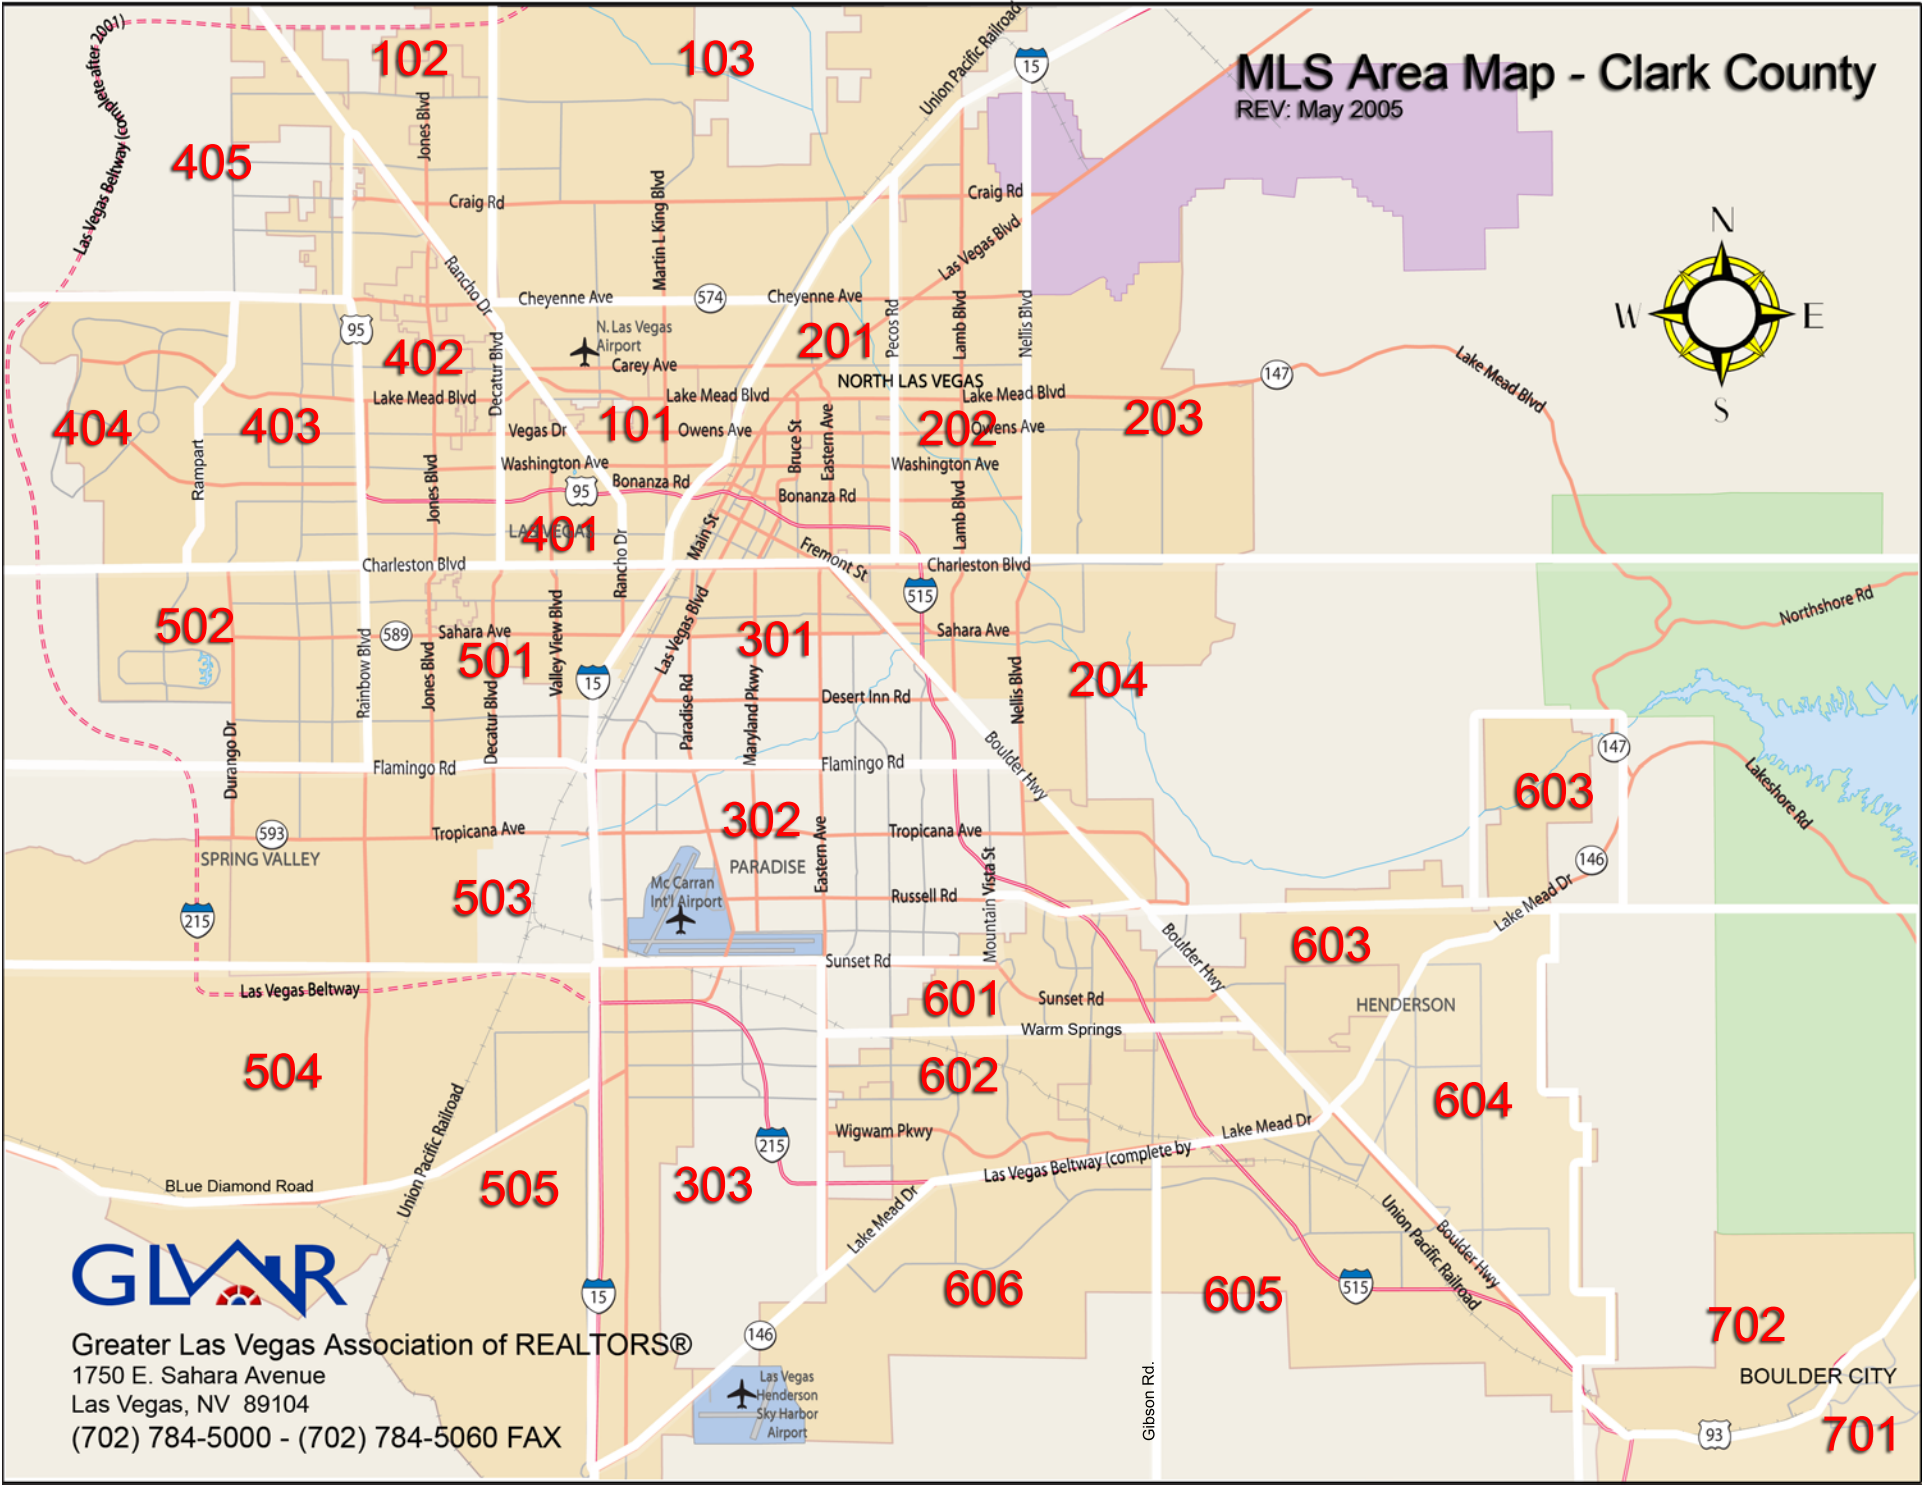 MLS Area Map - Clark County
REV: May 2005
Las Vegas Beltway (complete after 2001)
102
103
Union Pacific Railroad
15
405
Jones Blvd
Craig Rd
Martin L King Blvd
Craig Rd
Las Vegas Blvd
N
W
E
S
Rancho Dr
Cheyenne Ave
574
Cheyenne Ave
95
402
N. Las Vegas
Airport
Carey Ave
201
Pecos Rd
Lamb Blvd
Nellis Blvd
Decatur Blvd
NORTH LAS VEGAS
147
Lake Mead Blvd
Lake Mead Blvd
Lake Mead Blvd
Lake Mead Blvd
404
403
101
Vegas Dr
Owens Ave
Bruce St
Eastern Ave
202
Owens Ave
203
Rampart
Jones Blvd
Washington Ave
Washington Ave
95
Bonanza Rd
Bonanza Rd
Lamb Blvd
LAS VEGAS
401
Rancho Dr
Main St
Fremont St
Charleston Blvd
Charleston Blvd
515
Northshore Rd
502
589
Sahara Ave
501
Rainbow Blvd
Jones Blvd
Decatur Blvd
Valley View Blvd
Las Vegas Blvd
301
Sahara Ave
204
15
Paradise Rd
Maryland Pkwy
Desert Inn Rd
Nellis Blvd
Durango Dr
Flamingo Rd
Flamingo Rd
Boulder Hwy
147
603
Lakeshore Rd
593
Tropicana Ave
302
Tropicana Ave
SPRING VALLEY
PARADISE
Eastern Ave
Mountain Vista St
146
503
Mc Carran
Int'l Airport
Russell Rd
Lake Mead Dr
215
Boulder Hwy
603
Sunset Rd
Las Vegas Beltway
601
Sunset Rd
HENDERSON
Warm Springs
504
602
604
Union Pacific Railroad
215
Wigwam Pkwy
Lake Mead Dr
Las Vegas Beltway (complete by
BLue Diamond Road
505
303
Lake Mead Dr
Union Pacific Railroad
Boulder Hwy
606
605
515
15
146
702
GLVAR
Greater Las Vegas Association of REALTORS®
1750 E. Sahara Avenue
Las Vegas, NV 89104
(702) 784-5000 - (702) 784-5060 FAX
Las Vegas
Henderson
Sky Harbor
Airport
Gibson Rd.
BOULDER CITY
93
701